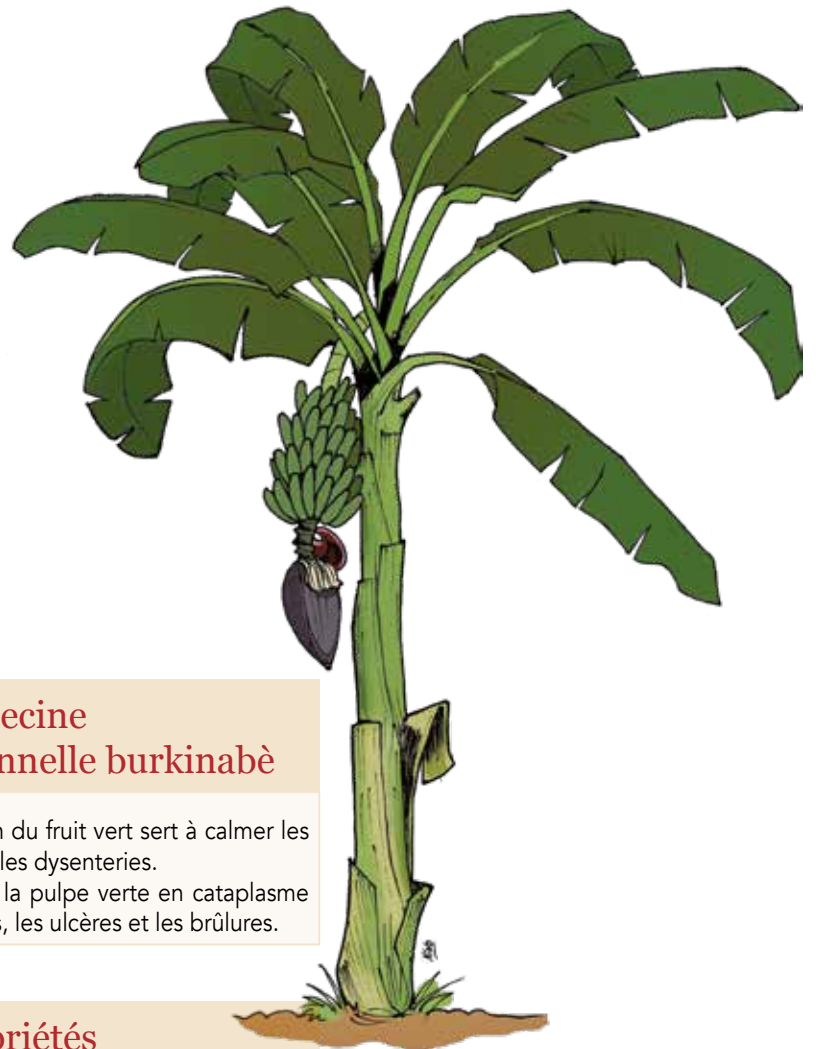 ecine
nnelle burkinabè
n du fruit vert sert à calmer les
les dysenteries.
la pulpe verte en cataplasme
s, les ulcères et les brûlures.
priétés